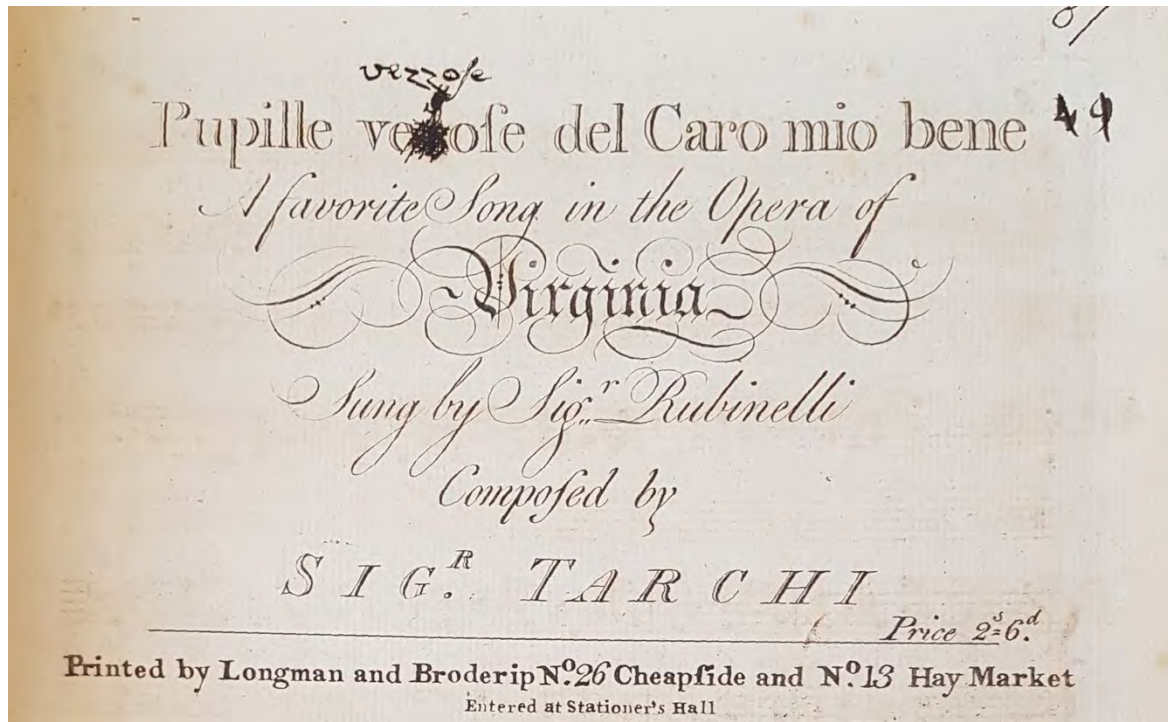 vezzoſe
Pupille veoſe del Caro mio bene 49
A favorite Song in the Opera of
Virginia
Sung by Sig.r Rubinelli
Compoſed by
SIG.R TARCHI
Price 2s=6d.
Printed by Longman and Broderip No. 26 Cheapſide and No. 13 Hay Market
Entered at Stationer's Hall